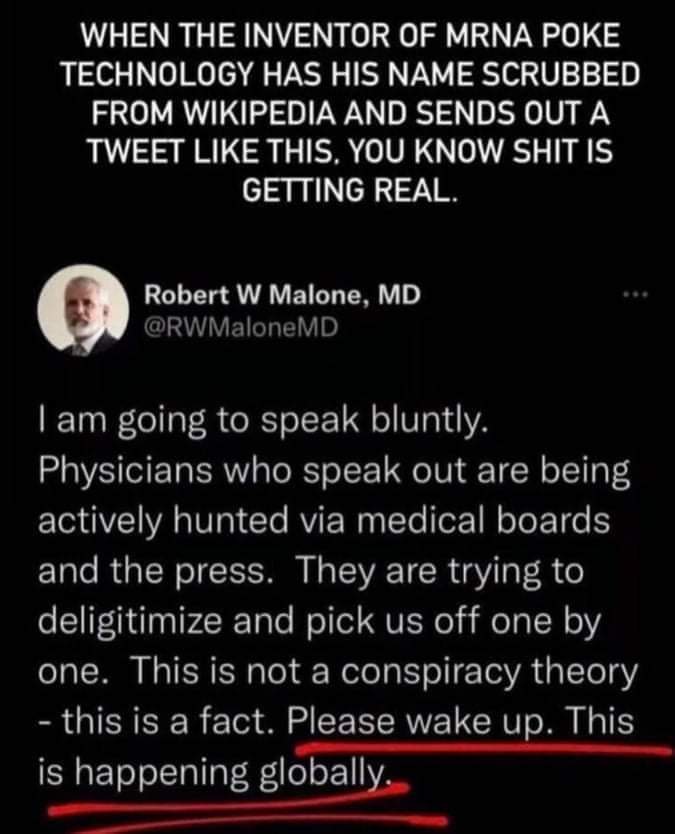 WHEN THE INVENTOR OF MRNA POKE
TECHNOLOGY HAS HIS NAME SCRUBBED
FROM WIKIPEDIA AND SENDS OUT A
TWEET LIKE THIS, YOU KNOW SHIT IS
GETTING REAL.
Robert W Malone, MD
@RWMaloneMD
I am going to speak bluntly.
Physicians who speak out are being
actively hunted via medical boards
and the press.  They are trying to
deligitimize and pick us off one by
one.  This is not a conspiracy theory
- this is a fact. Please wake up. This
is happening globally.